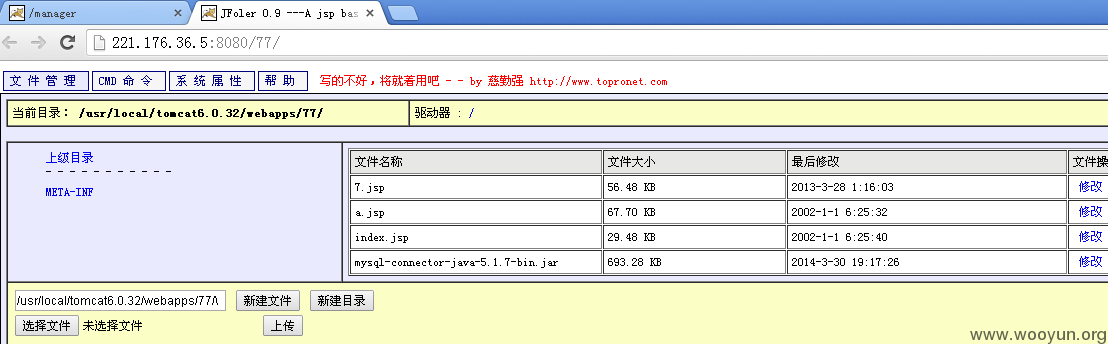 /manager × JFoler 0.9 ---A jsp bas ×
221.176.36.5:8080/77/
文件管理 CMD命令 系统属性 帮助 写的不好，将就着用吧 - - by 慈勤强 http://www.topronet.com
当前目录： /usr/local/tomcat6.0.32/webapps/77/ 驱动器 : /
上级目录
- - - - - - - - - - -
META-INF
文件名称 文件大小 最后修改 文件操
7.jsp 56.48 KB 2013-3-28 1:16:03 修改
a.jsp 67.70 KB 2002-1-1 6:25:32 修改
index.jsp 29.48 KB 2002-1-1 6:25:40 修改
mysql-connector-java-5.1.7-bin.jar 693.28 KB 2014-3-30 19:17:26 修改
/usr/local/tomcat6.0.32/webapps/77/\ 新建文件 新建目录
选择文件 未选择文件 上传
www.wooyun.org